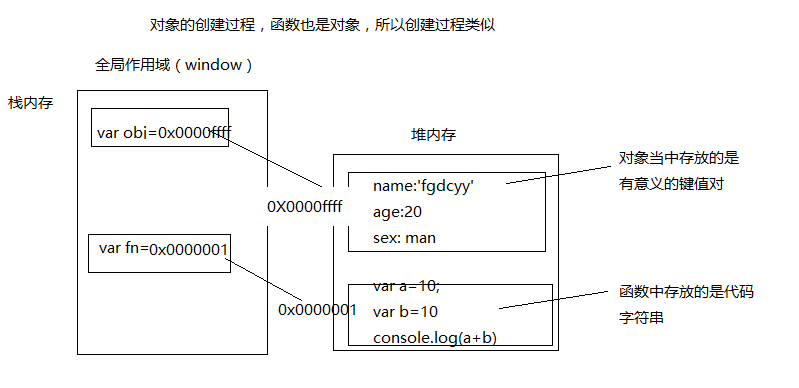 对象的创建过程，函数也是对象，所以创建过程类似
全局作用域（window）
栈内存
var obj=0x0000ffff
堆内存
name:'fgdcyy'
age:20
sex: man
对象当中存放的是
有意义的键值对
0X0000ffff
var fn=0x0000001
0x0000001
var a=10;
var b=10
console.log(a+b)
函数中存放的是代码
字符串